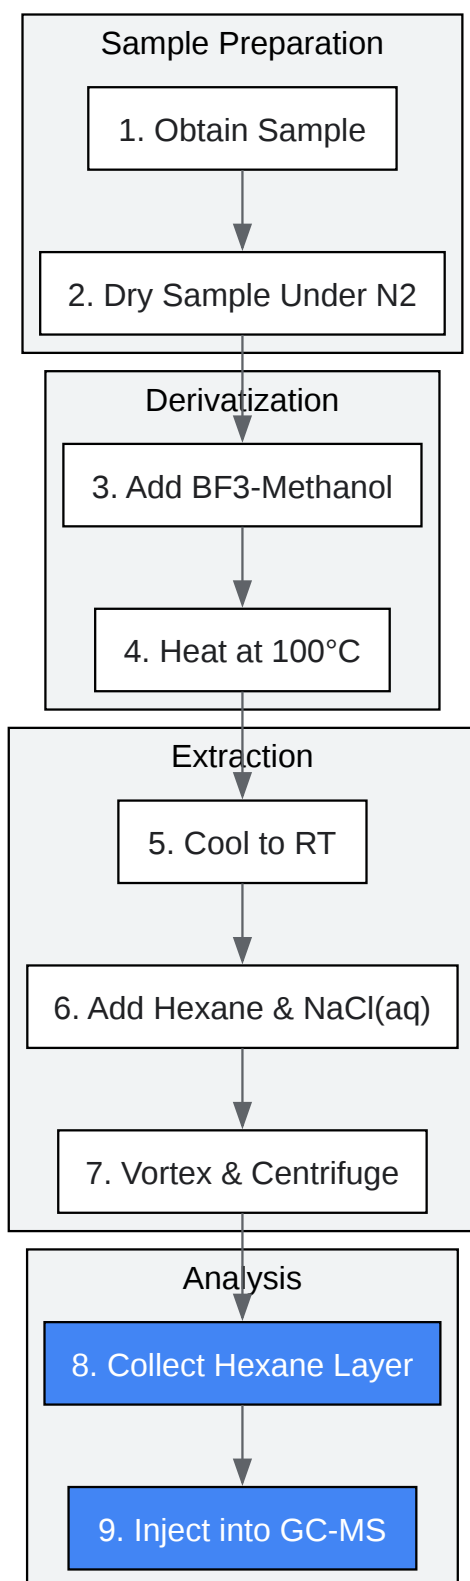 Sample Preparation
1. Obtain Sample
2. Dry Sample Under N2
Derivatization
3. Add BF3-Methanol
4. Heat at 100°C
Extraction
5. Cool to RT
6. Add Hexane & NaCl(aq)
7. Vortex & Centrifuge
Analysis
8. Collect Hexane Layer
9. Inject into GC-MS